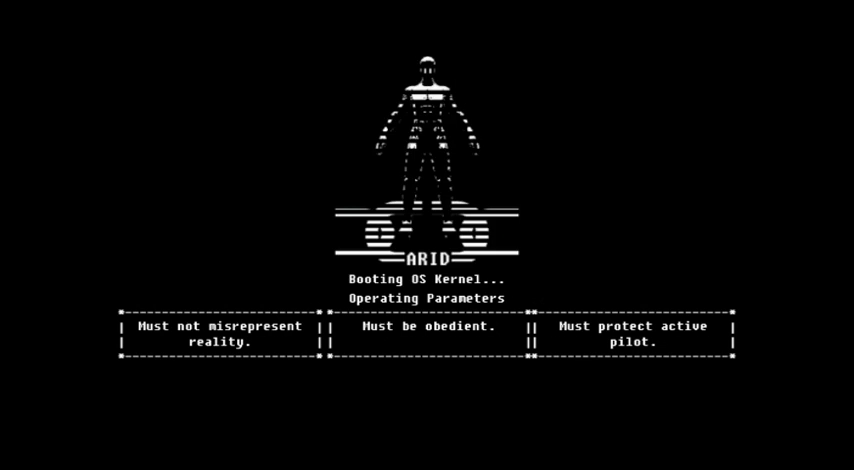 ARID
Booting OS Kernel...
Operating Parameters
Must not misrepresent
reality.
Must be obedient.
Must protect active
pilot.